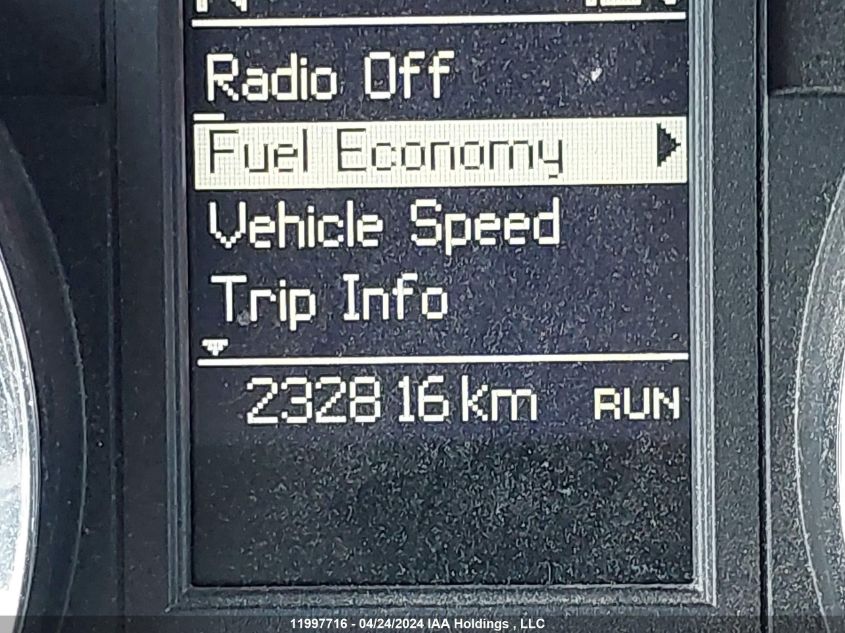 Radio Off
Fuel Economy
Vehicle Speed
Trip Info
232816 km RUN
11997716 - 04/24/2024 IAA Holdings , LLC